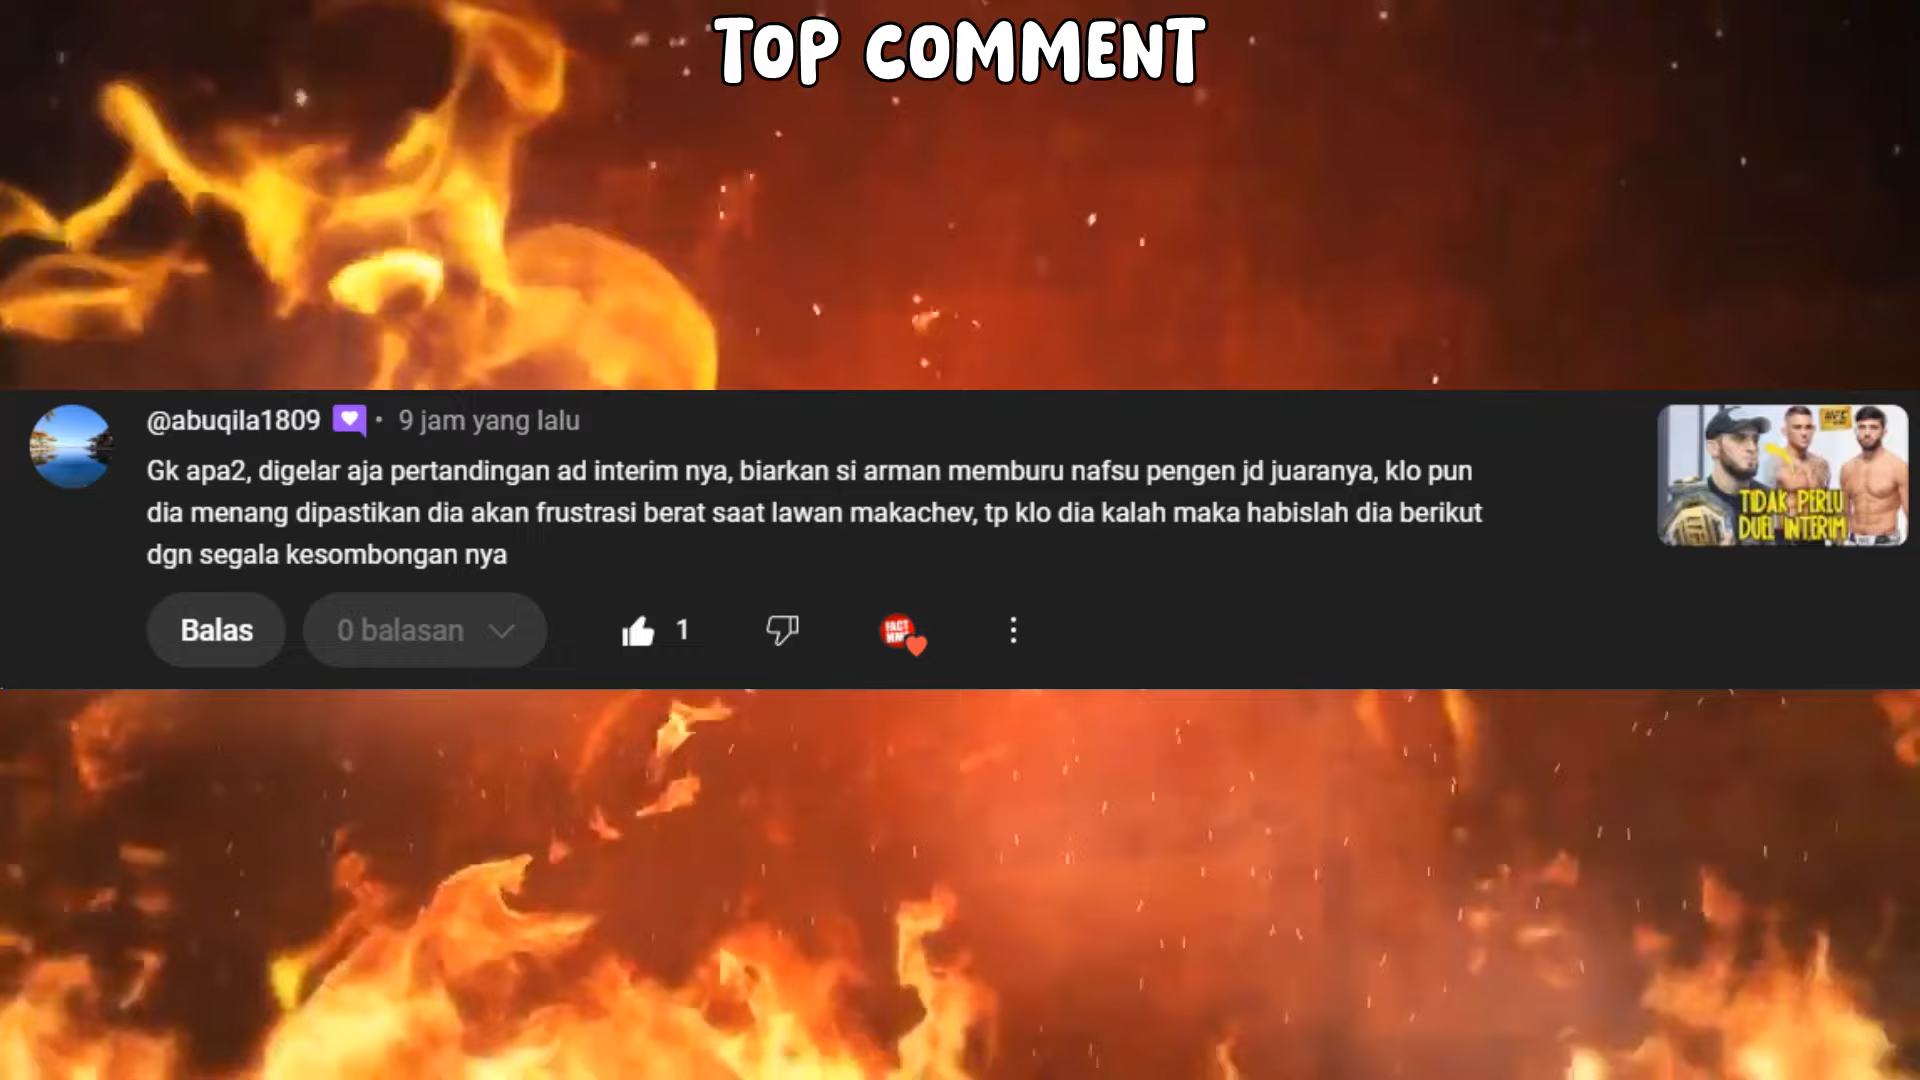 TOP COMMENT
@abuqila1809 • 9 jam yang lalu
Gk apa2, digelar aja pertandingan ad interim nya, biarkan si arman memburu nafsu pengen jd juaranya, klo pun
dia menang dipastikan dia akan frustrasi berat saat lawan makachev, tp klo dia kalah maka habislah dia berikut
dgn segala kesombongan nya
TIDAK PERLU
DUEL INTERIM
Balas 0 balasan 1
FACT